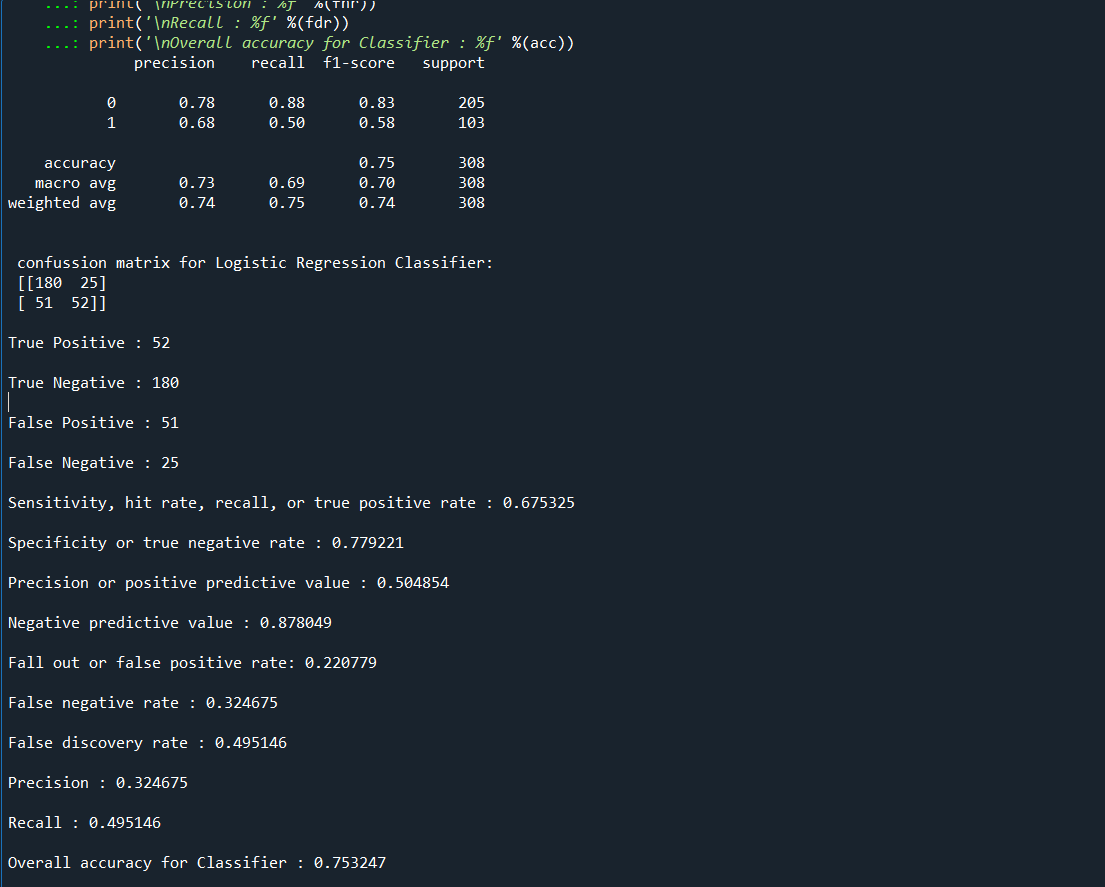 ...: print('\nPrecision : %f' %(fnr))
...: print('\nRecall : %f' %(fdr))
...: print('\nOverall accuracy for Classifier : %f' %(acc))
precision recall f1-score support
0 0.78 0.88 0.83 205
1 0.68 0.50 0.58 103
accuracy 0.75 308
macro avg 0.73 0.69 0.70 308
weighted avg 0.74 0.75 0.74 308
confussion matrix for Logistic Regression Classifier:
[[180 25]
[ 51 52]]
True Positive : 52
True Negative : 180
False Positive : 51
False Negative : 25
Sensitivity, hit rate, recall, or true positive rate : 0.675325
Specificity or true negative rate : 0.779221
Precision or positive predictive value : 0.504854
Negative predictive value : 0.878049
Fall out or false positive rate: 0.220779
False negative rate : 0.324675
False discovery rate : 0.495146
Precision : 0.324675
Recall : 0.495146
Overall accuracy for Classifier : 0.753247